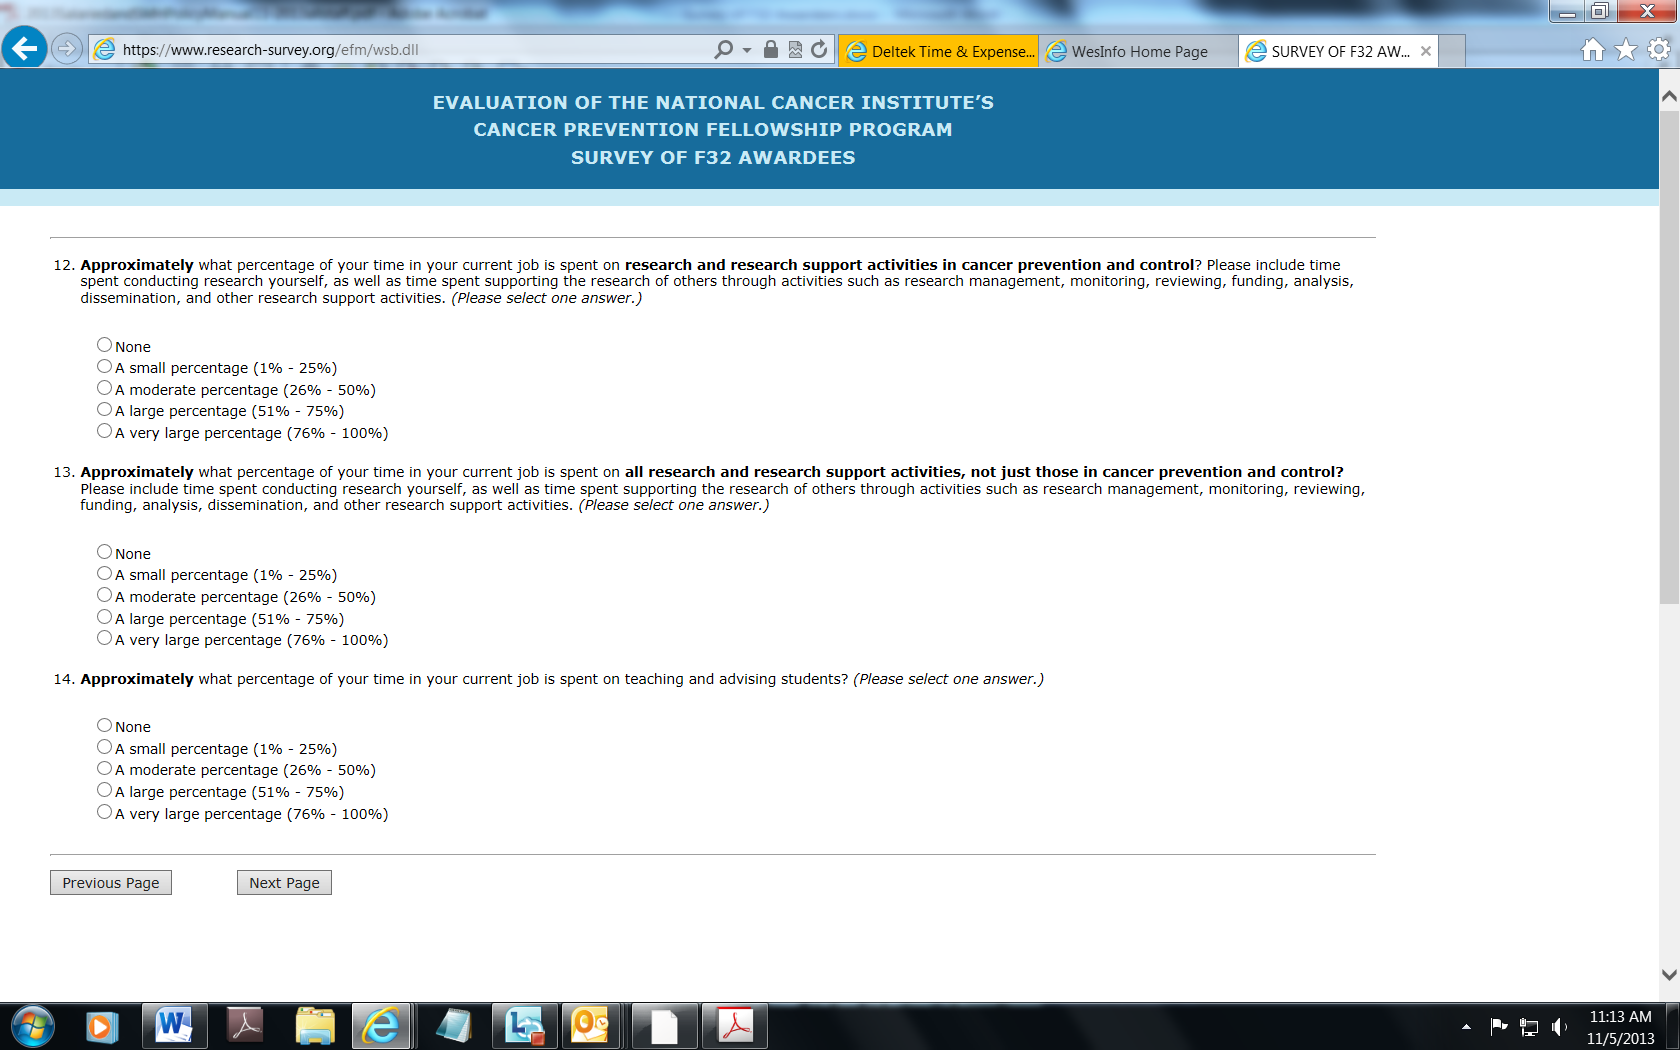 https://www.research-survey.org/efm/wsb.dll
Deltek Time & Expense...
WesInfo Home Page
SURVEY OF F32 AW...
EVALUATION OF THE NATIONAL CANCER INSTITUTE'S
CANCER PREVENTION FELLOWSHIP PROGRAM
SURVEY OF F32 AWARDEES
12. Approximately what percentage of your time in your current job is spent on research and research support activities in cancer prevention and control? Please include time
spent conducting research yourself, as well as time spent supporting the research of others through activities such as research management, monitoring, reviewing, funding, analysis,
dissemination, and other research support activities. (Please select one answer.)
None
A small percentage (1% - 25%)
A moderate percentage (26% - 50%)
A large percentage (51% - 75%)
A very large percentage (76% - 100%)
13. Approximately what percentage of your time in your current job is spent on all research and research support activities, not just those in cancer prevention and control?
Please include time spent conducting research yourself, as well as time spent supporting the research of others through activities such as research management, monitoring, reviewing,
funding, analysis, dissemination, and other research support activities. (Please select one answer.)
None
A small percentage (1% - 25%)
A moderate percentage (26% - 50%)
A large percentage (51% - 75%)
A very large percentage (76% - 100%)
14. Approximately what percentage of your time in your current job is spent on teaching and advising students? (Please select one answer.)
None
A small percentage (1% - 25%)
A moderate percentage (26% - 50%)
A large percentage (51% - 75%)
A very large percentage (76% - 100%)
Previous Page
Next Page
11:13 AM
11/5/2013